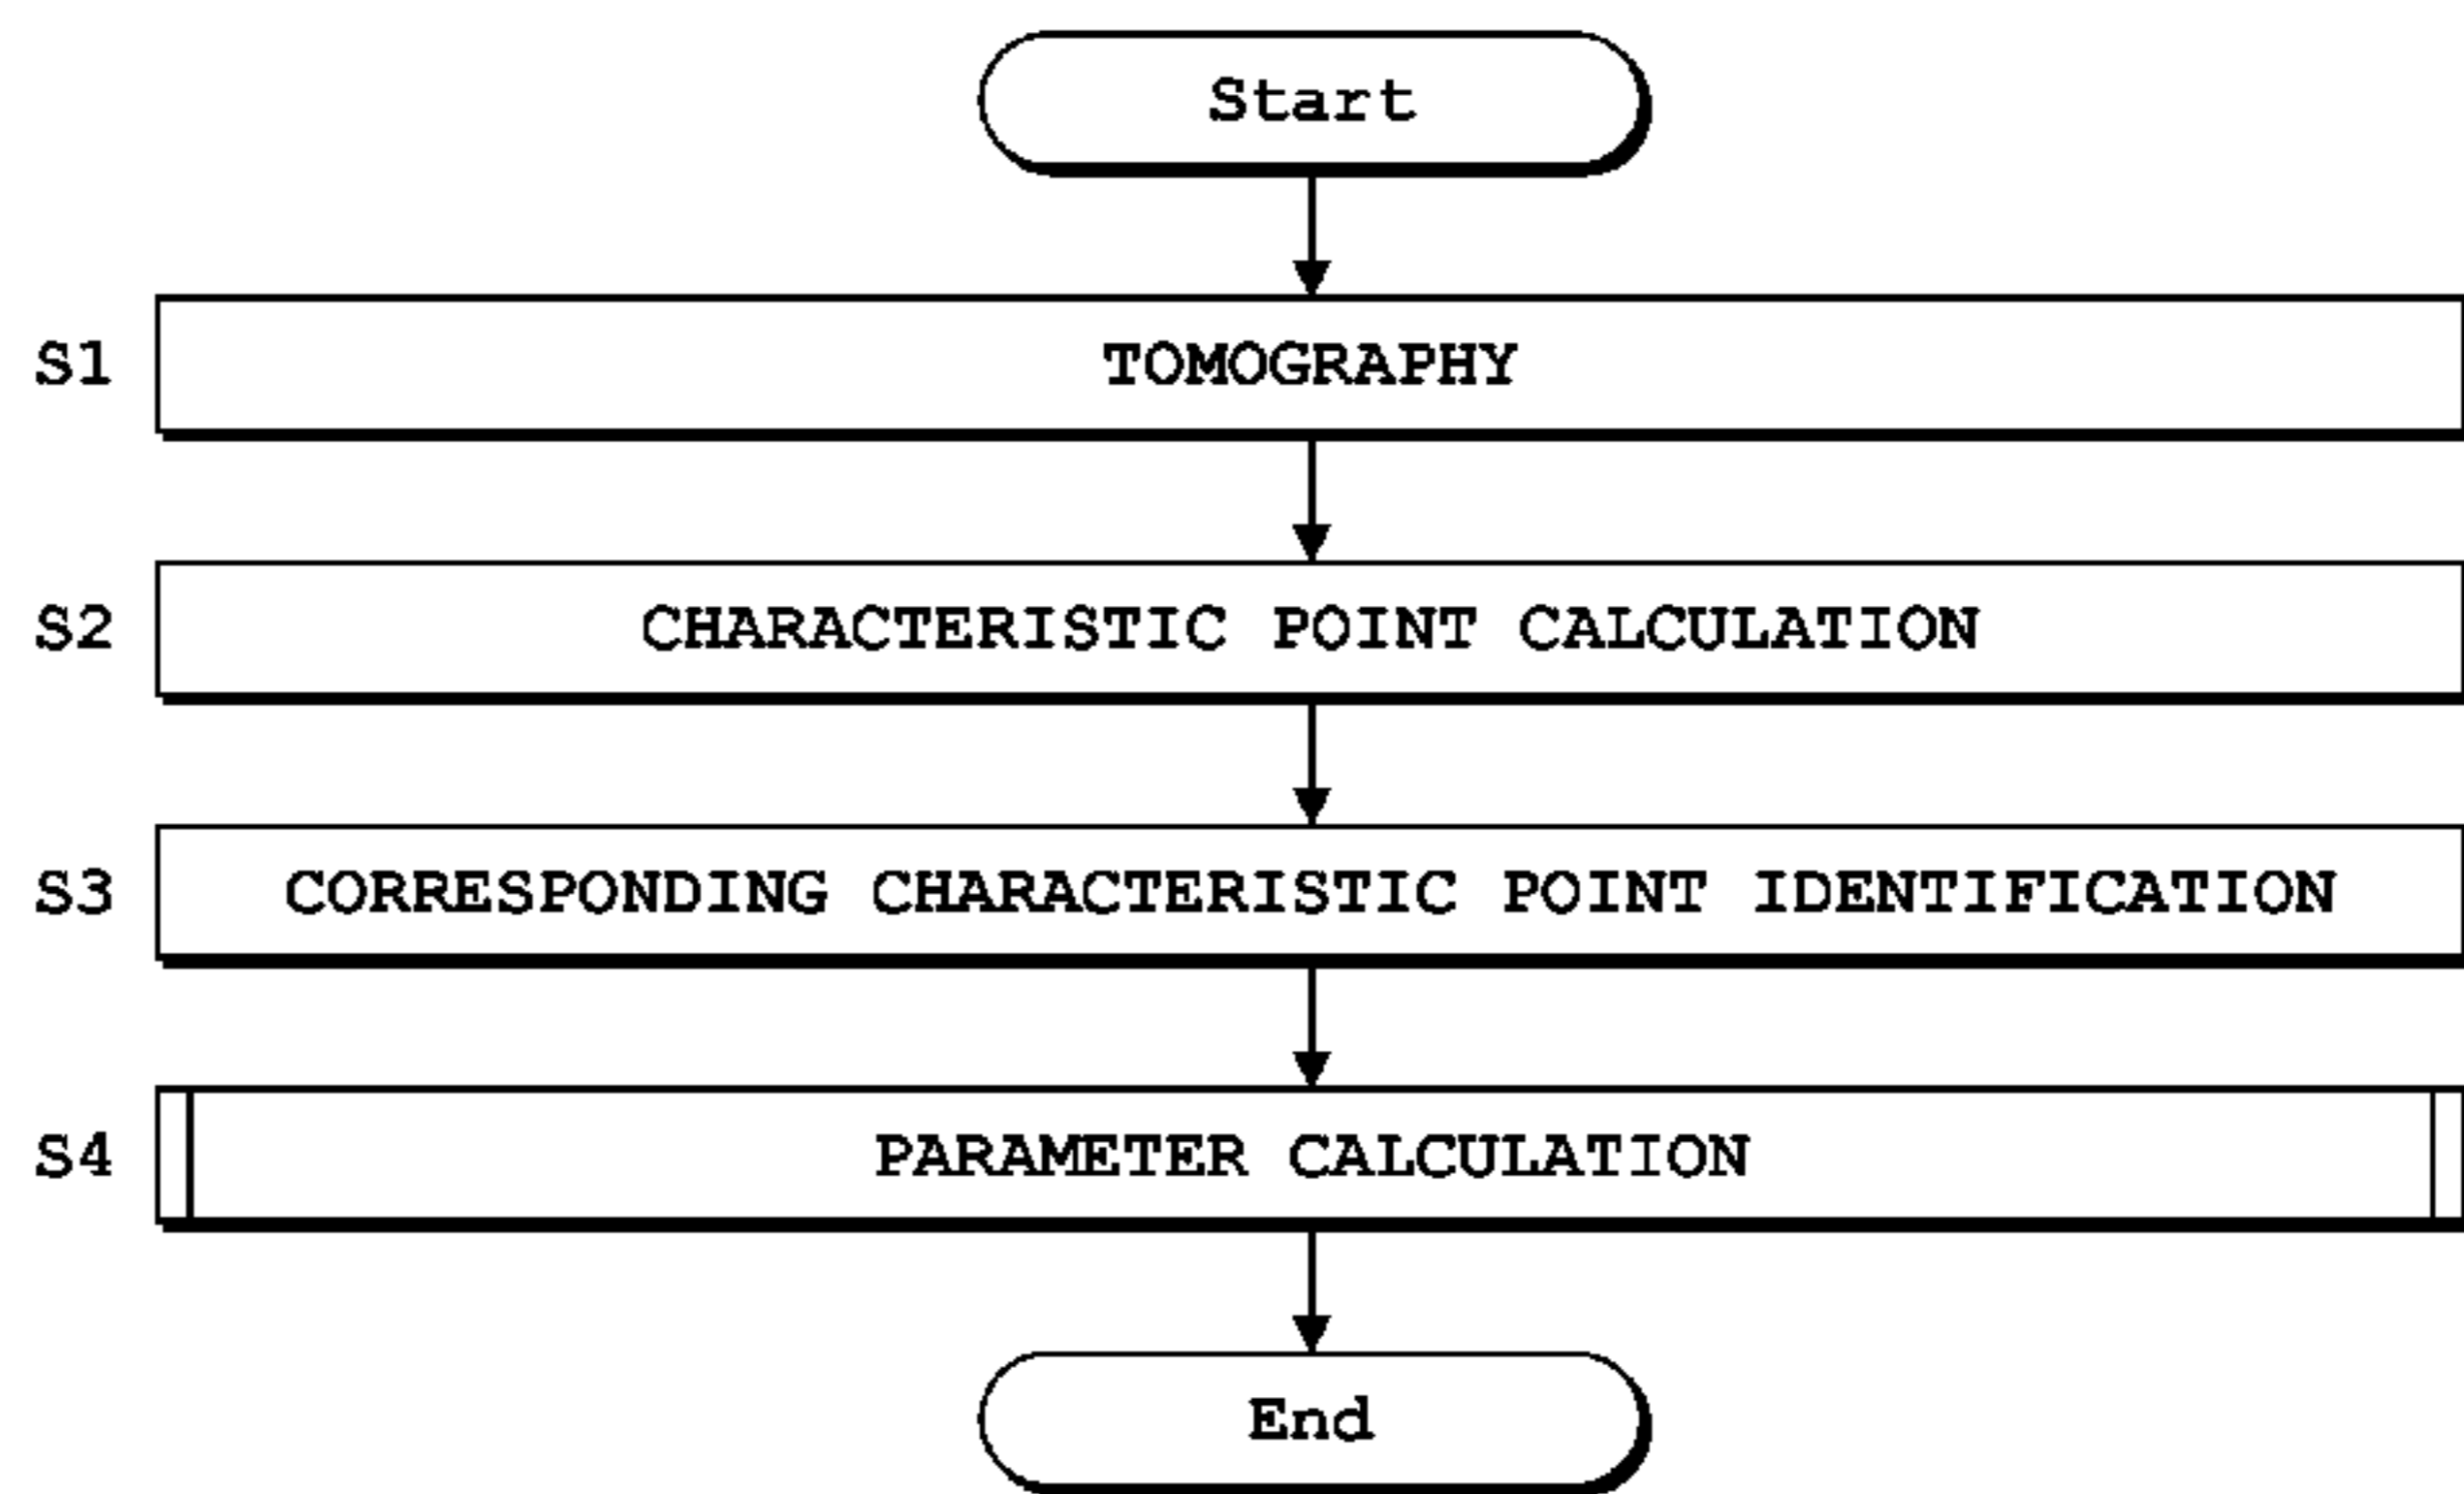 Start
S1 TOMOGRAPHY
S2 CHARACTERISTIC POINT CALCULATION
S3 CORRESPONDING CHARACTERISTIC POINT IDENTIFICATION
S4 PARAMETER CALCULATION
End